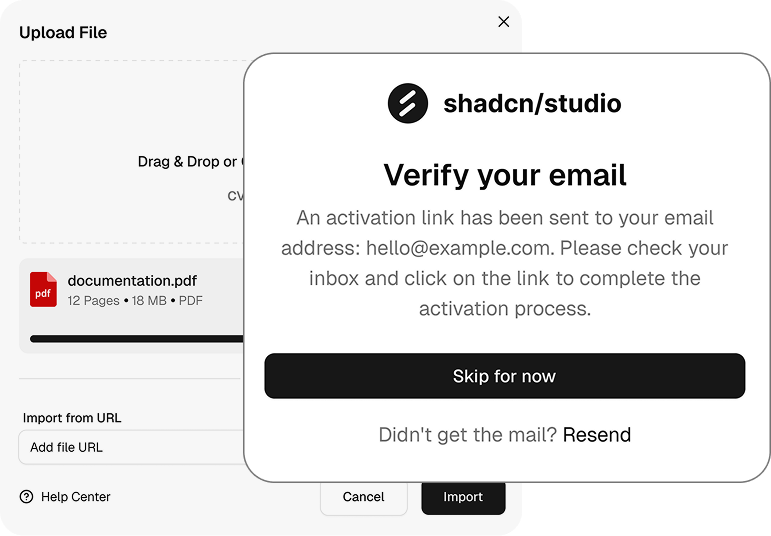 Upload File
Drag & Drop or
CV
pdf
documentation.pdf
12 Pages • 18 MB • PDF
Import from URL
Add file URL
Help Center
Cancel
Import
shadcn/studio
Verify your email
An activation link has been sent to your email
address: hello@example.com. Please check your
inbox and click on the link to complete the
activation process.
Skip for now
Didn't get the mail? Resend